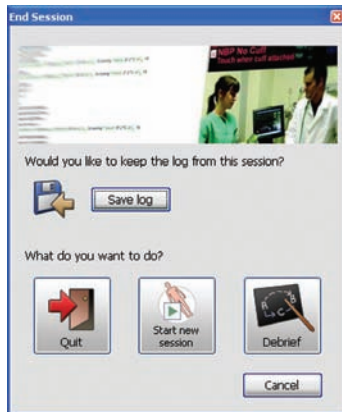 End Session
NBP No Cuff
Touch when cuff attached
Would you like to keep the log from this session?
Save log
What do you want to do?
Quit
Start new
session
Debrief
Cancel